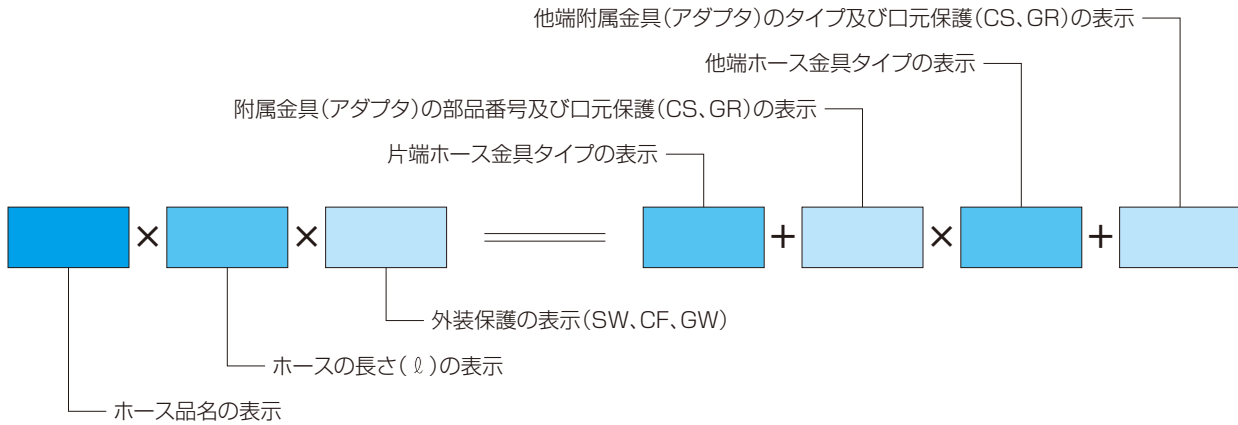 他端附属金具(アダプタ)のタイプ及び口元保護(CS、GR)の表示
他端ホース金具タイプの表示
附属金具(アダプタ)の部品番号及び口元保護(CS、GR)の表示
片端ホース金具タイプの表示
× × + × +
外装保護の表示(SW、CF、GW)
ホースの長さ(ℓ)の表示
ホース品名の表示